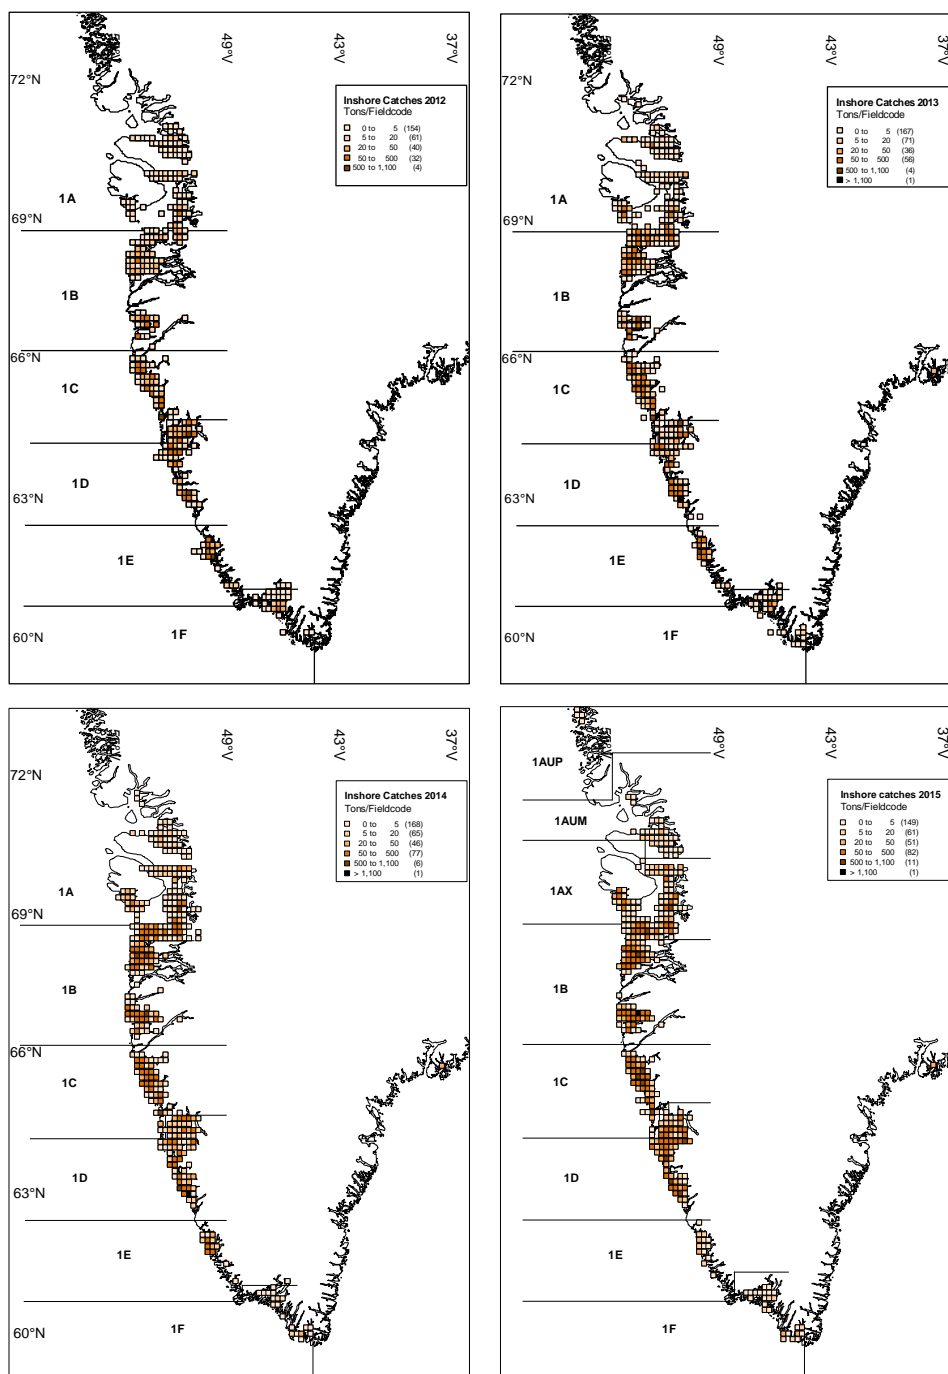 49°V
43°V
37°V
72°N
Inshore Catches 2012
Tons/Fieldcode
0 to 5 (154)
5 to 20 (61)
20 to 50 (40)
50 to 500 (32)
500 to 1,100 (4)
1A
69°N
1B
66°N
1C
1D
63°N
1E
1F
60°N
49°V
43°V
37°V
72°N
Inshore Catches 2013
Tons/Fieldcode
0 to 5 (167)
5 to 20 (71)
20 to 50 (36)
50 to 500 (56)
500 to 1,100 (4)
> 1,100 (1)
1A
69°N
1B
66°N
1C
1D
63°N
1E
1F
60°N
49°V
43°V
37°V
72°N
Inshore Catches 2014
Tons/Fieldcode
0 to 5 (168)
5 to 20 (65)
20 to 50 (46)
50 to 500 (77)
500 to 1,100 (6)
> 1,100 (1)
1A
69°N
1B
66°N
1C
1D
63°N
1E
1F
60°N
49°V
43°V
37°V
1AUP
Inshore catches 2015
Tons/Fieldcode
0 to 5 (149)
5 to 20 (61)
20 to 50 (51)
50 to 500 (82)
500 to 1,100 (11)
> 1,100 (1)
1AUM
1AX
1B
1C
1D
1E
1F